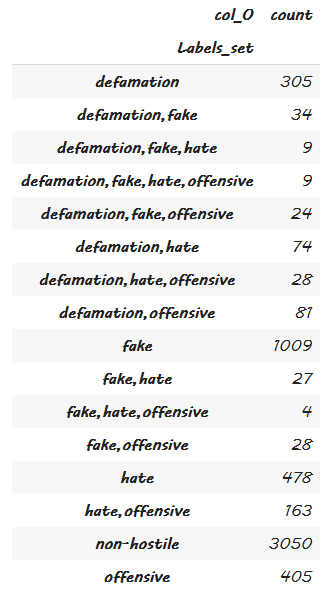 col_0 count
Labels_set
defamation 305
defamation,fake 34
defamation,fake,hate 9
defamation,fake,hate,offensive 9
defamation,fake,offensive 24
defamation,hate 74
defamation,hate,offensive 28
defamation,offensive 81
fake 1009
fake,hate 27
fake,hate,offensive 4
fake,offensive 28
hate 478
hate,offensive 163
non-hostile 3050
offensive 405